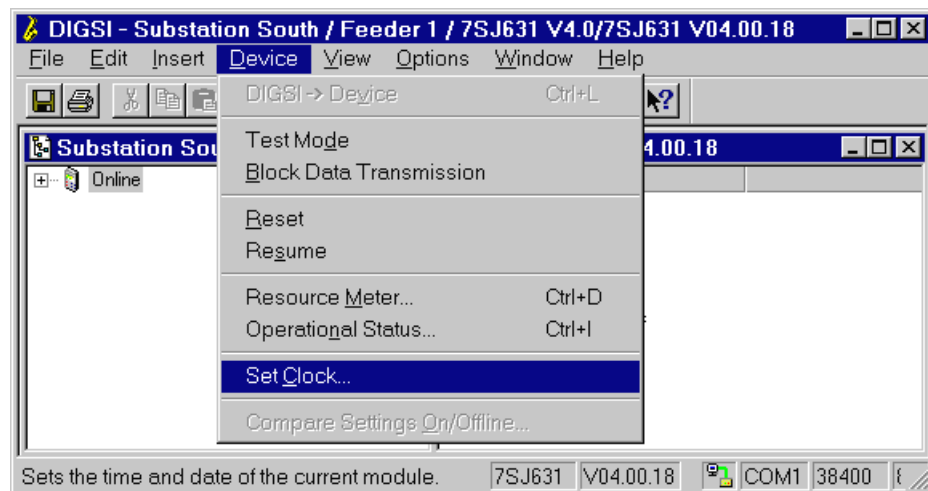 DIGSI - Substation South / Feeder 1 / 7SJ631 V4.0/7SJ631 V04.00.18
File Edit Insert Device View Options Window Help
DIGSI -> Device Ctrl+L
Substation Sou 4.00.18
Test Mode
Online
Block Data Transmission
Reset
Resume
Resource Meter... Ctrl+D
Operational Status... Ctrl+I
Set Clock...
Compare Settings On/Offline...
Sets the time and date of the current module. 7SJ631 V04.00.18 COM1 38400